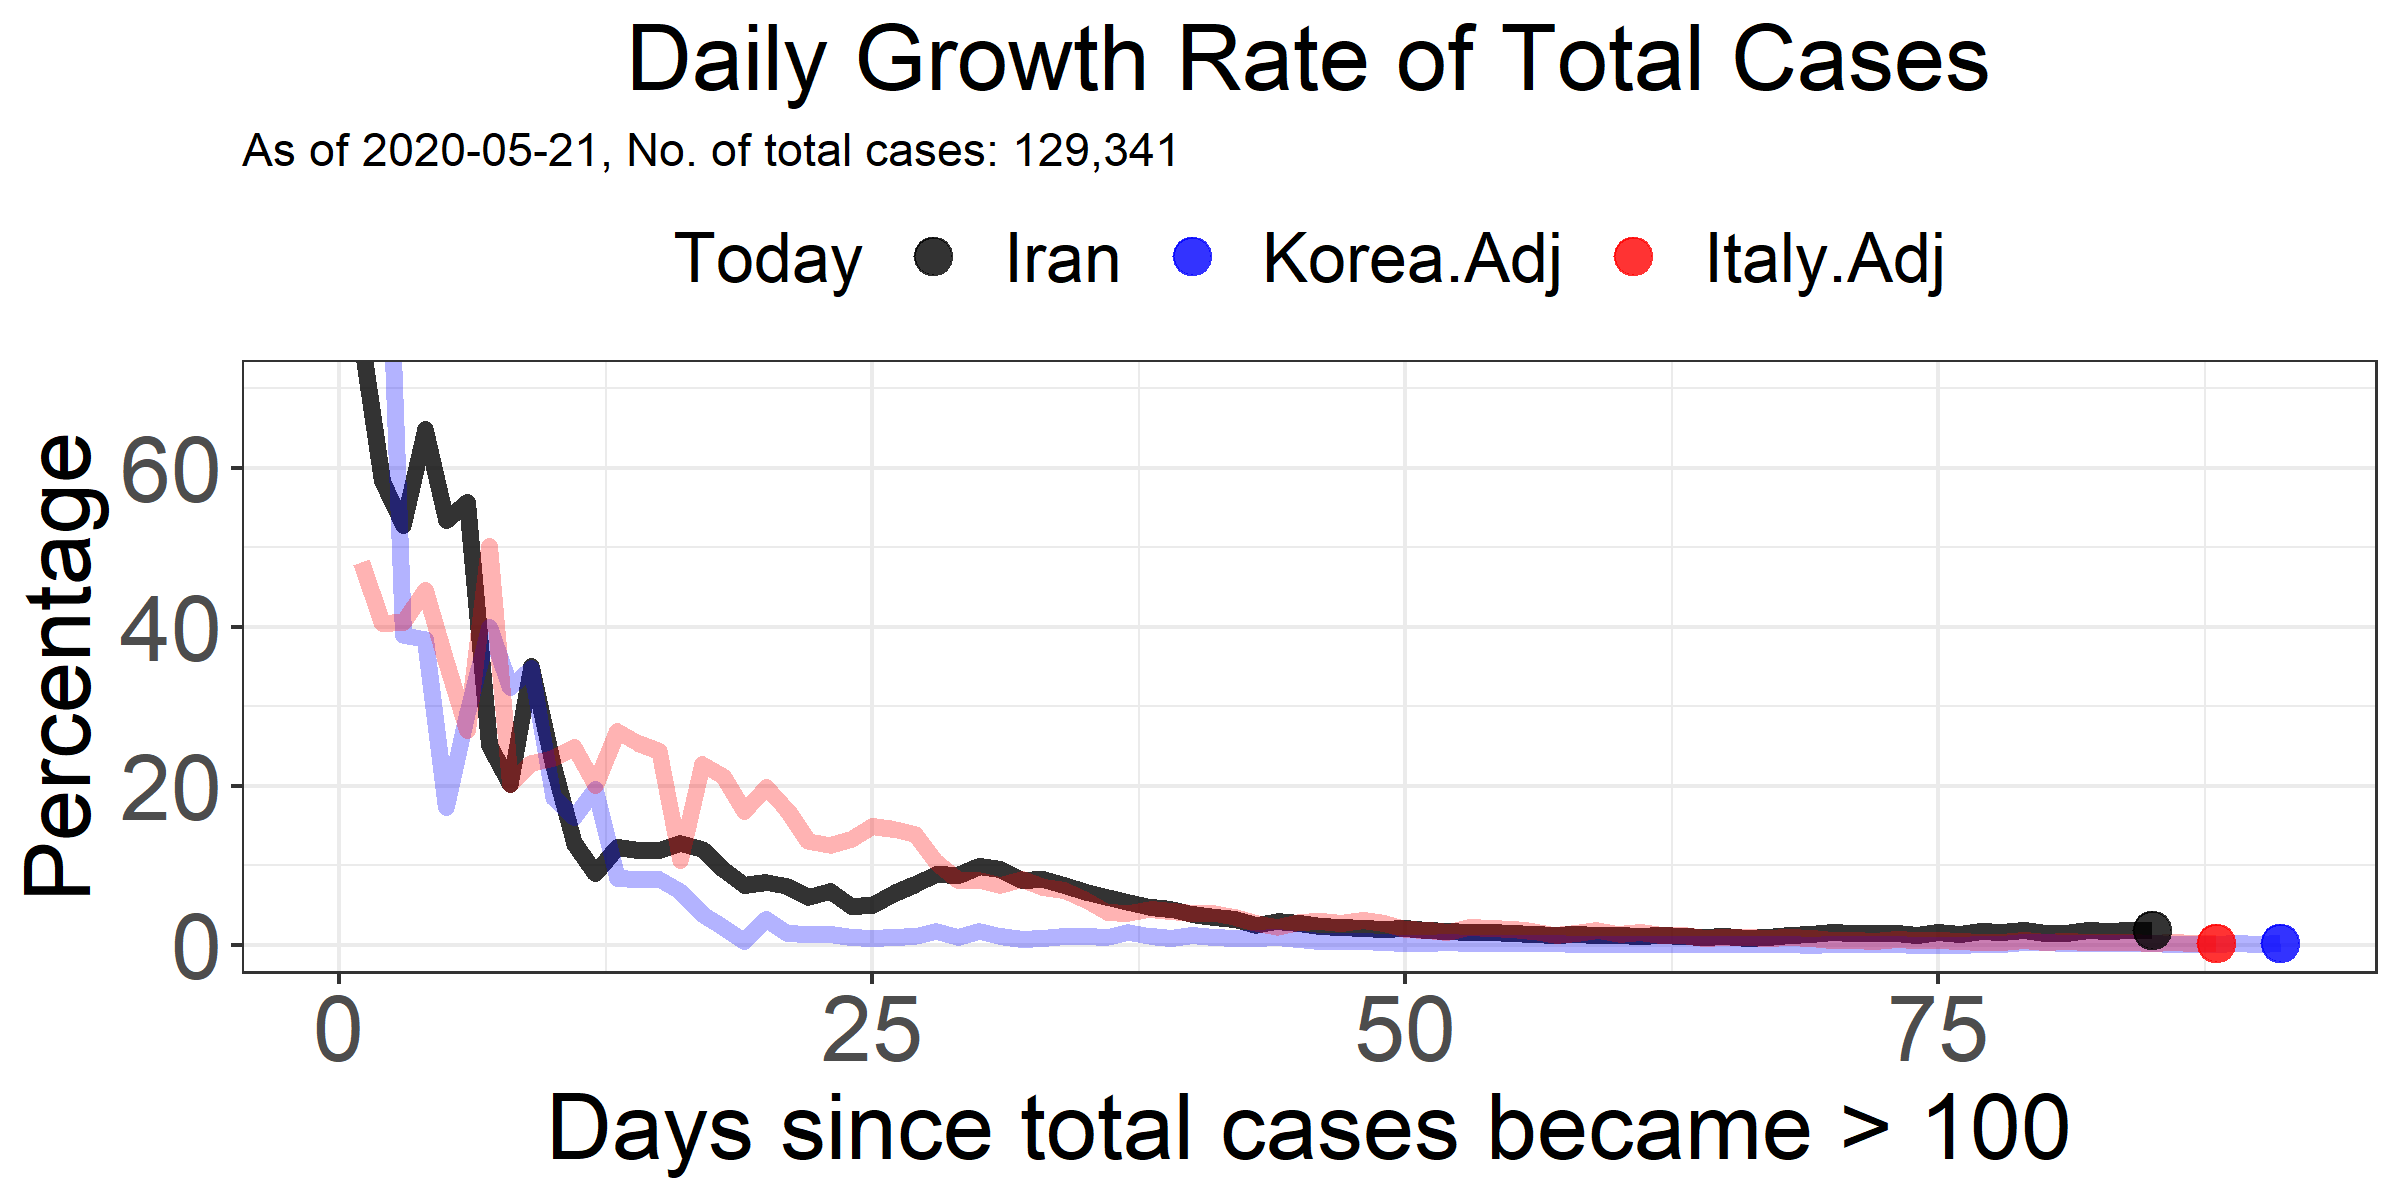 Daily Growth Rate of Total Cases
As of 2020-05-21, No. of total cases: 129,341
Today Iran Korea.Adj Italy.Adj
Percentage
60
40
20
0
0 25 50 75
Days since total cases became > 100